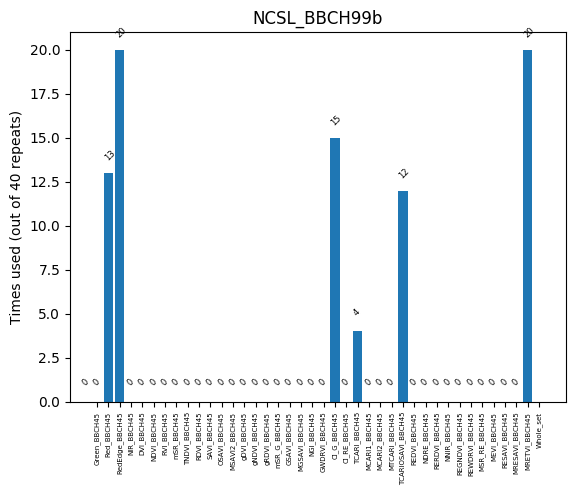 NCSL_BBCH99b
Times used (out of 40 repeats)
20.0
17.5
15.0
12.5
10.0
7.5
5.0
2.5
0.0
0 0 13 20 0 0 0 0 0 0 0 0 0 0 0 0 0 0 0 0 0 0 15 0 4 0 0 0 12 0 0 0 0 0 0 0 0 0 0 20
Green_BBCH45
Red_BBCH45
RedEdge_BBCH45
NIR_BBCH45
DVI_BBCH45
NDVI_BBCH45
RVI_BBCH45
mSR_BBCH45
TNDVI_BBCH45
RDVI_BBCH45
SAVI_BBCH45
OSAVI_BBCH45
MSAVI2_BBCH45
gDVI_BBCH45
gNDVI_BBCH45
gRDVI_BBCH45
mSR_G_BBCH45
GSAVI_BBCH45
MGSAVI_BBCH45
NGI_BBCH45
GWDRVI_BBCH45
CI_G_BBCH45
CI_RE_BBCH45
TCARI_BBCH45
MCARI1_BBCH45
MCARI2_BBCH45
MTCARI_BBCH45
TCARIOSAVI_BBCH45
REDVI_BBCH45
NDRE_BBCH45
RERDVI_BBCH45
NNIR_BBCH45
REGNDVI_BBCH45
REWDRVI_BBCH45
MSR_RE_BBCH45
MEVI_BBCH45
RESAVI_BBCH45
MRESAVI_BBCH45
MRETVI_BBCH45
Whole_set